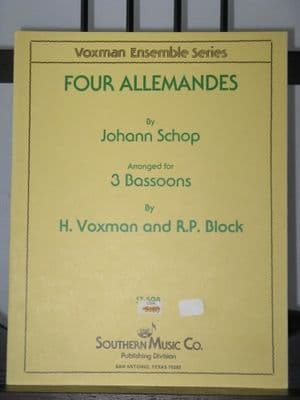 Voxman Ensemble Series
FOUR ALLEMANDES
By
Johann Schop
Arranged for
3 Bassoons
By
H. Voxman and R.P. Block
SOUTHERN MUSIC CO.
Publishing Division
SAN ANTONIO, TEXAS 78292